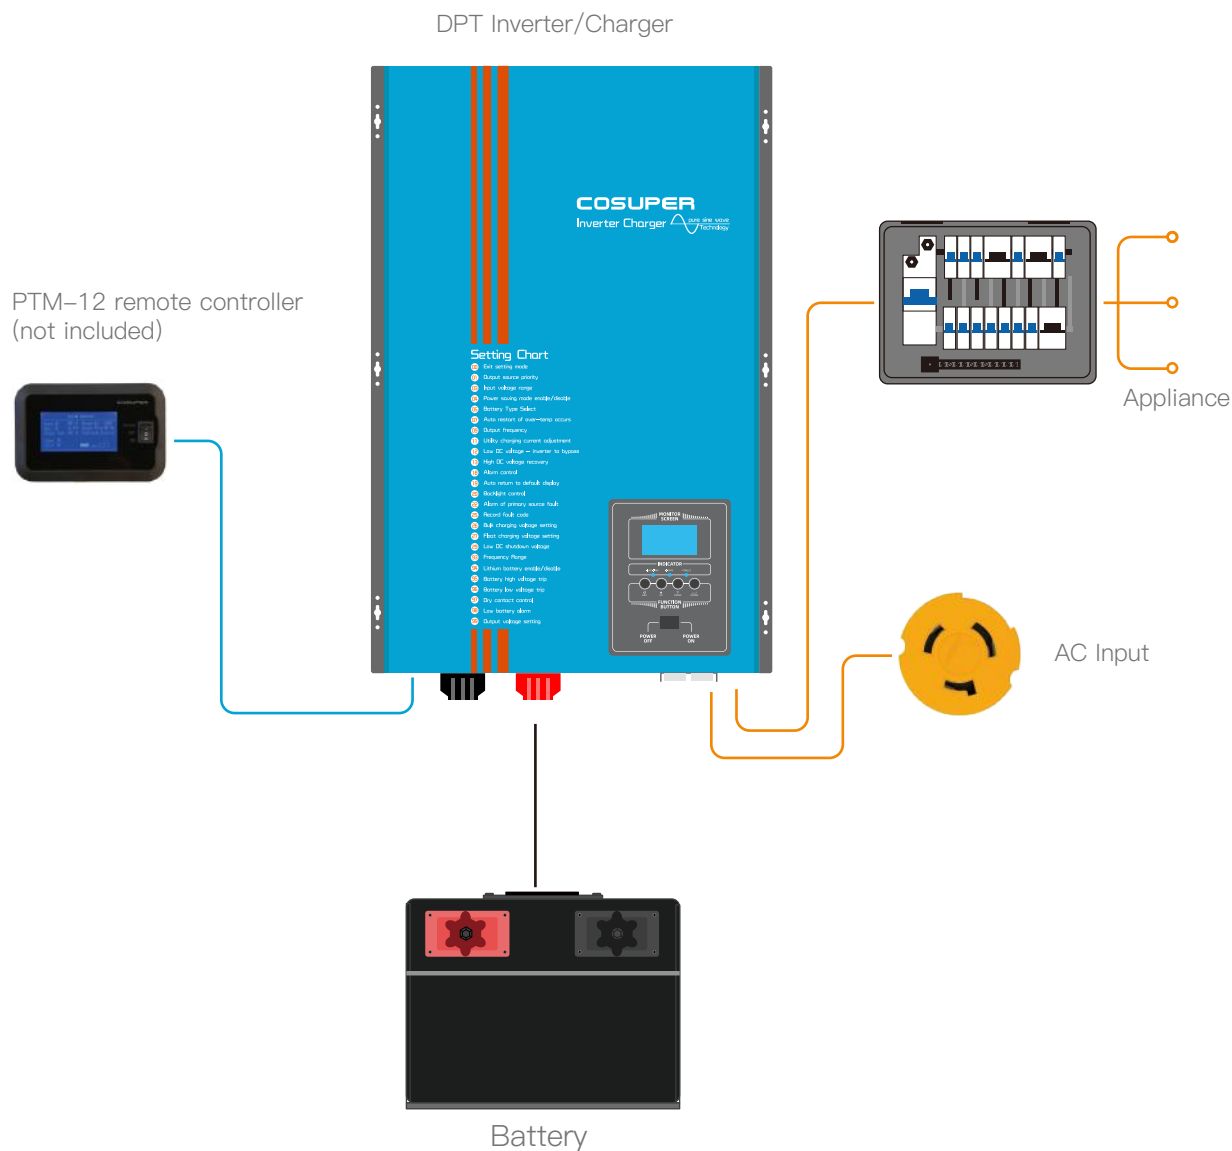 DPT Inverter/Charger
COSUPER
Inverter Charger
pure sine wave
Technology
PTM-12 remote controller
(not included)
COSUPER
Setting Chart
Exit setting mode
Output source priority
Input voltage range
Power saving mode enable/disable
Battery Type Select
Auto restart of over-temp occurs
Output frequency
Utility charging current adjustment
Low DC voltage - inverter to bypass
High DC voltage recovery
Alarm control
Auto return to default display
Backlight control
Alarm of primary source fault
Record fault code
Bulk charging voltage setting
Float charging voltage setting
Low DC shutdown voltage
Frequency Range
Lithium battery enable/disable
Battery high voltage trip
Battery low voltage trip
Dry contact control
Low battery alarm
Output voltage setting
MONITOR
SCREEN
INDICATOR
FUNCTION
BUTTON
POWER
OFF
POWER
ON
Appliance
AC Input
Battery